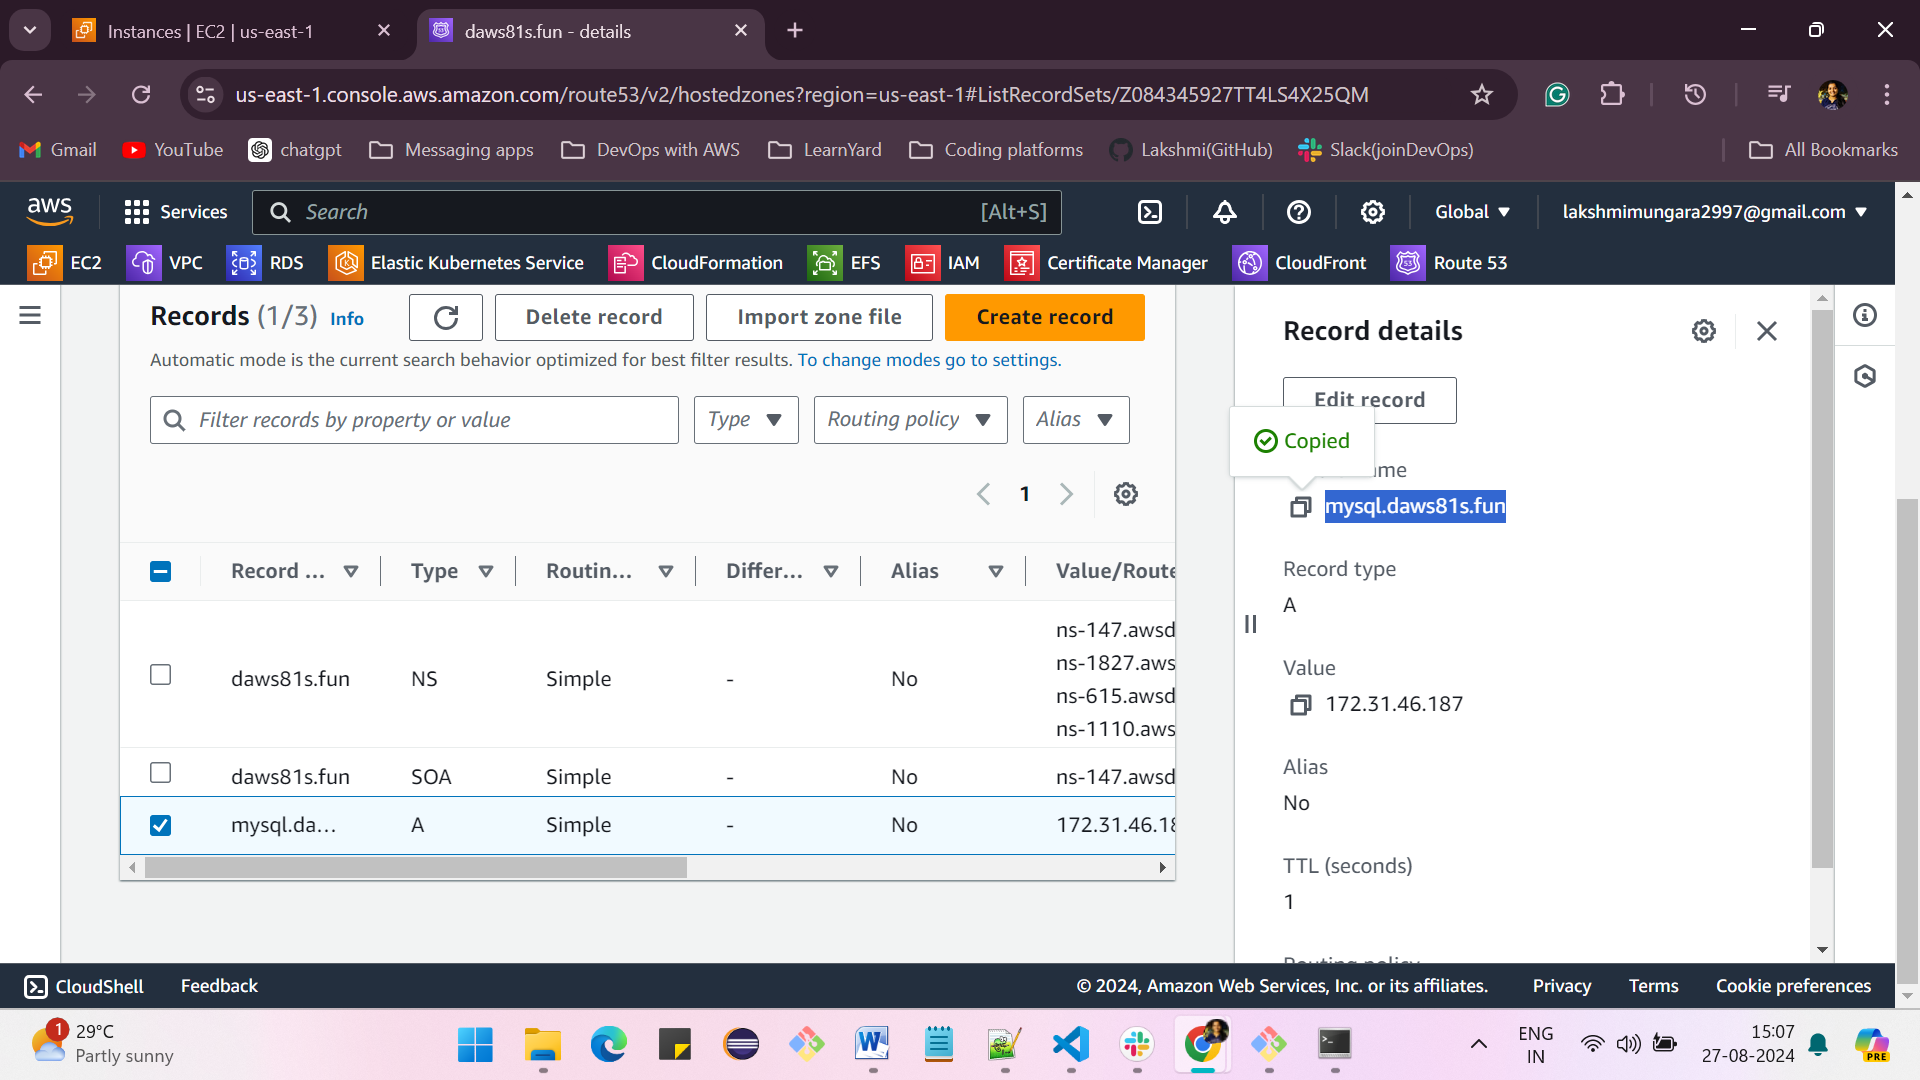 Instances | EC2 | us-east-1
daws81s.fun - details
us-east-1.console.aws.amazon.com/route53/v2/hostedzones?region=us-east-1#ListRecordSets/Z084345927TT4LS4X25QM
Gmail
YouTube
chatgpt
Messaging apps
DevOps with AWS
LearnYard
Coding platforms
Lakshmi(GitHub)
Slack(joinDevOps)
All Bookmarks
aws
Services
Search
[Alt+S]
Global
lakshmimungara2997@gmail.com
EC2
VPC
RDS
Elastic Kubernetes Service
CloudFormation
EFS
IAM
Certificate Manager
CloudFront
Route 53
Records (1/3) Info
Delete record
Import zone file
Create record
Automatic mode is the current search behavior optimized for best filter results. To change modes go to settings.
Filter records by property or value
Type
Routing policy
Alias
1
Record ...
Type
Routin...
Differ...
Alias
Value/Route
daws81s.fun NS Simple - No
ns-147.awsd
ns-1827.aws
ns-615.awsd
ns-1110.aws
daws81s.fun SOA Simple - No ns-147.awsd
mysql.da... A Simple - No 172.31.46.18
Record details
Edit record
Copied
me
mysql.daws81s.fun
Record type
A
Value
172.31.46.187
Alias
No
TTL (seconds)
1
Routing policy
CloudShell
Feedback
© 2024, Amazon Web Services, Inc. or its affiliates.
Privacy
Terms
Cookie preferences
1
29°C
Partly sunny
ENG
IN
15:07
27-08-2024
PRE